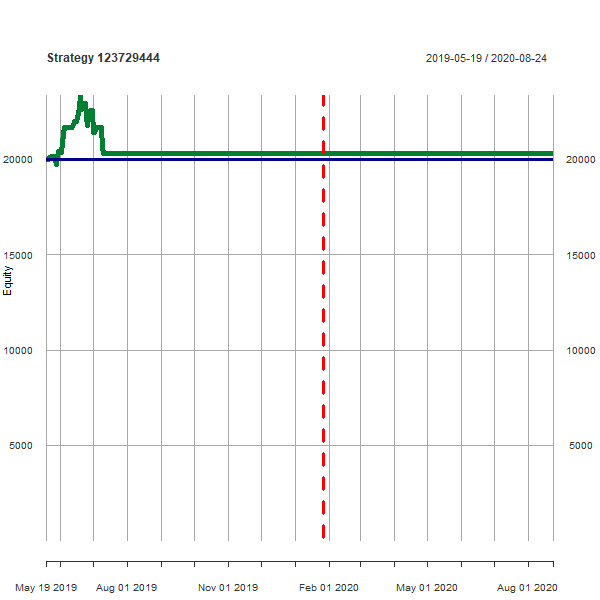 Strategy 123729444
2019-05-19 / 2020-08-24
20000
20000
15000
15000
Equity
10000
10000
5000
5000
May 19 2019
Aug 01 2019
Nov 01 2019
Feb 01 2020
May 01 2020
Aug 01 2020